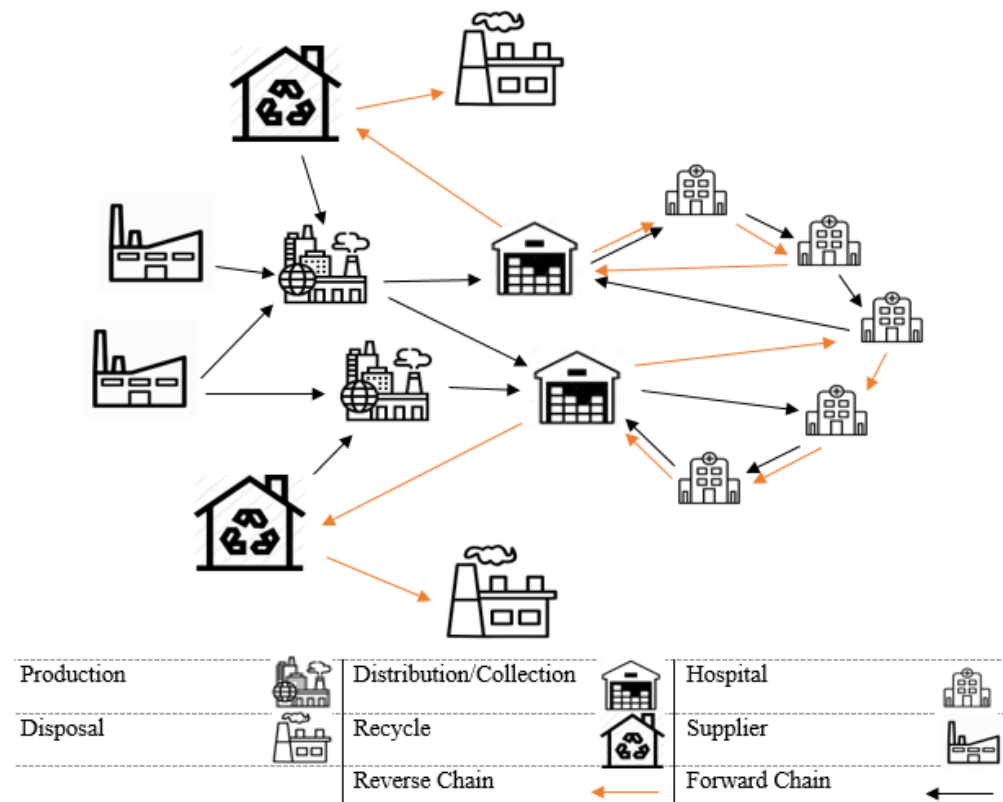 Production
Distribution/Collection
Hospital
Disposal
Recycle
Supplier
Reverse Chain
Forward Chain